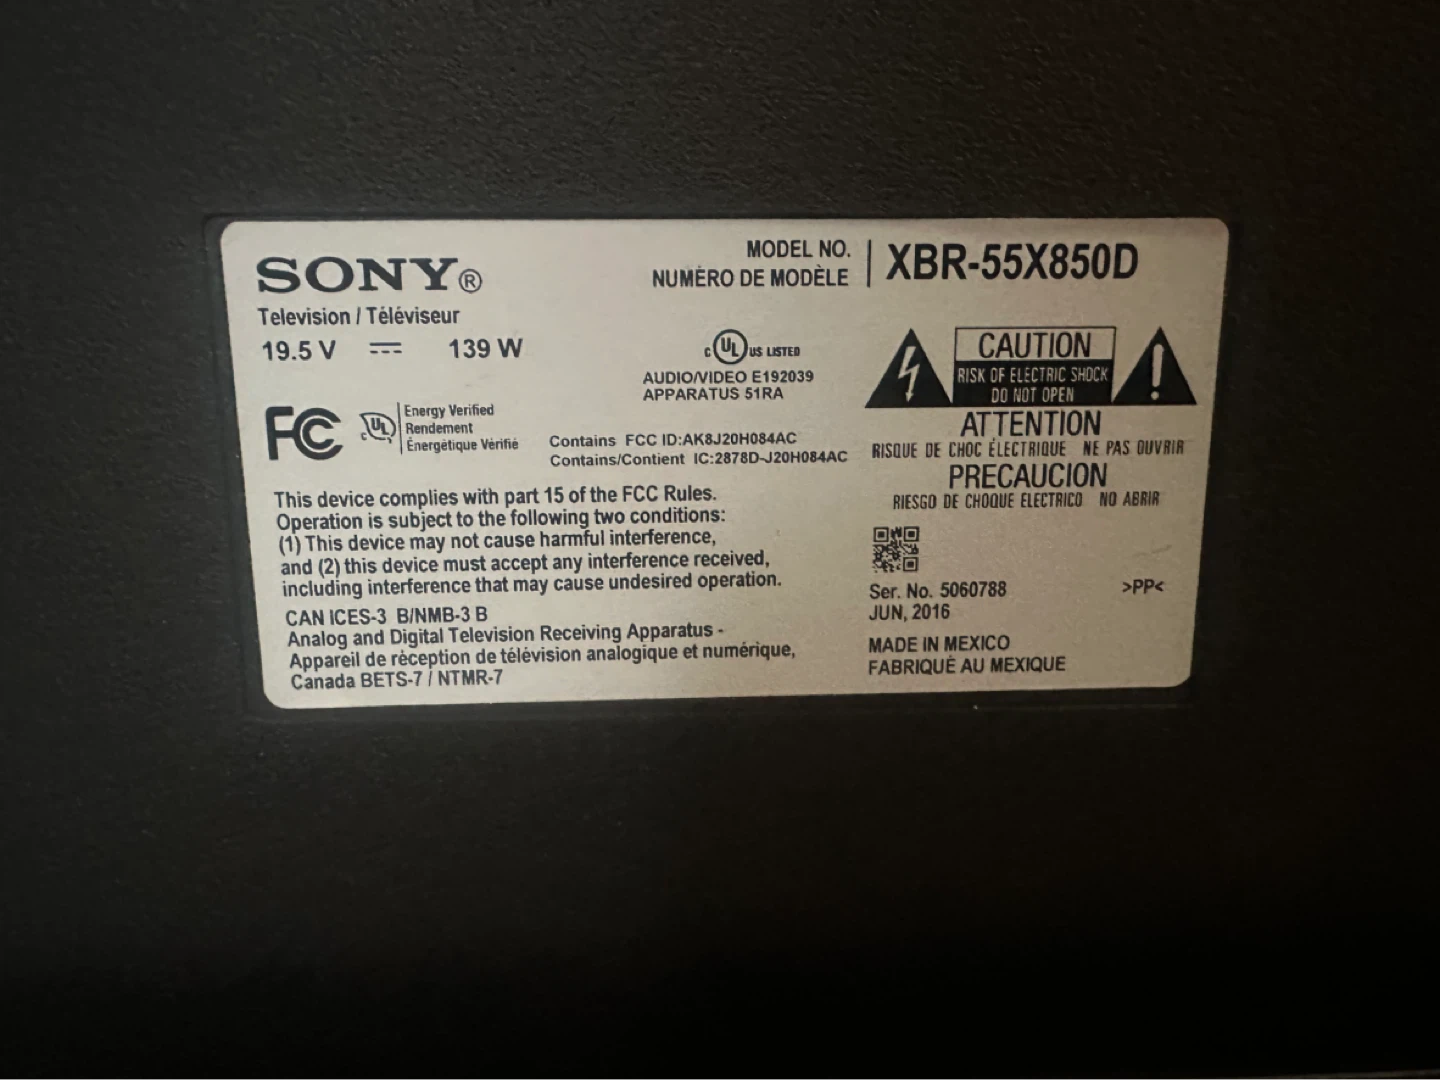 SONY®
MODEL NO.
NUMÉRO DE MODÈLE
XBR-55X850D
Television / Téléviseur
19.5 V 139 W
c UL US LISTED
AUDIO/VIDEO E192039
APPARATUS 51RA
CAUTION
RISK OF ELECTRIC SHOCK
DO NOT OPEN
ATTENTION
RISQUE DE CHOC ÉLECTRIQUE NE PAS OUVRIR
PRECAUCION
RIESGO DE CHOQUE ELECTRICO NO ABRIR
FC
c UL
Energy Verified
Rendement
Énergétique Vérifié
Contains FCC ID:AK8J20H084AC
Contains/Contient IC:2878D-J20H084AC
This device complies with part 15 of the FCC Rules.
Operation is subject to the following two conditions:
(1) This device may not cause harmful interference,
and (2) this device must accept any interference received,
including interference that may cause undesired operation.
CAN ICES-3 B/NMB-3 B
Analog and Digital Television Receiving Apparatus -
Appareil de réception de télévision analogique et numérique,
Canada BETS-7 / NTMR-7
Ser. No. 5060788
JUN, 2016
>PP<
MADE IN MEXICO
FABRIQUÉ AU MEXIQUE